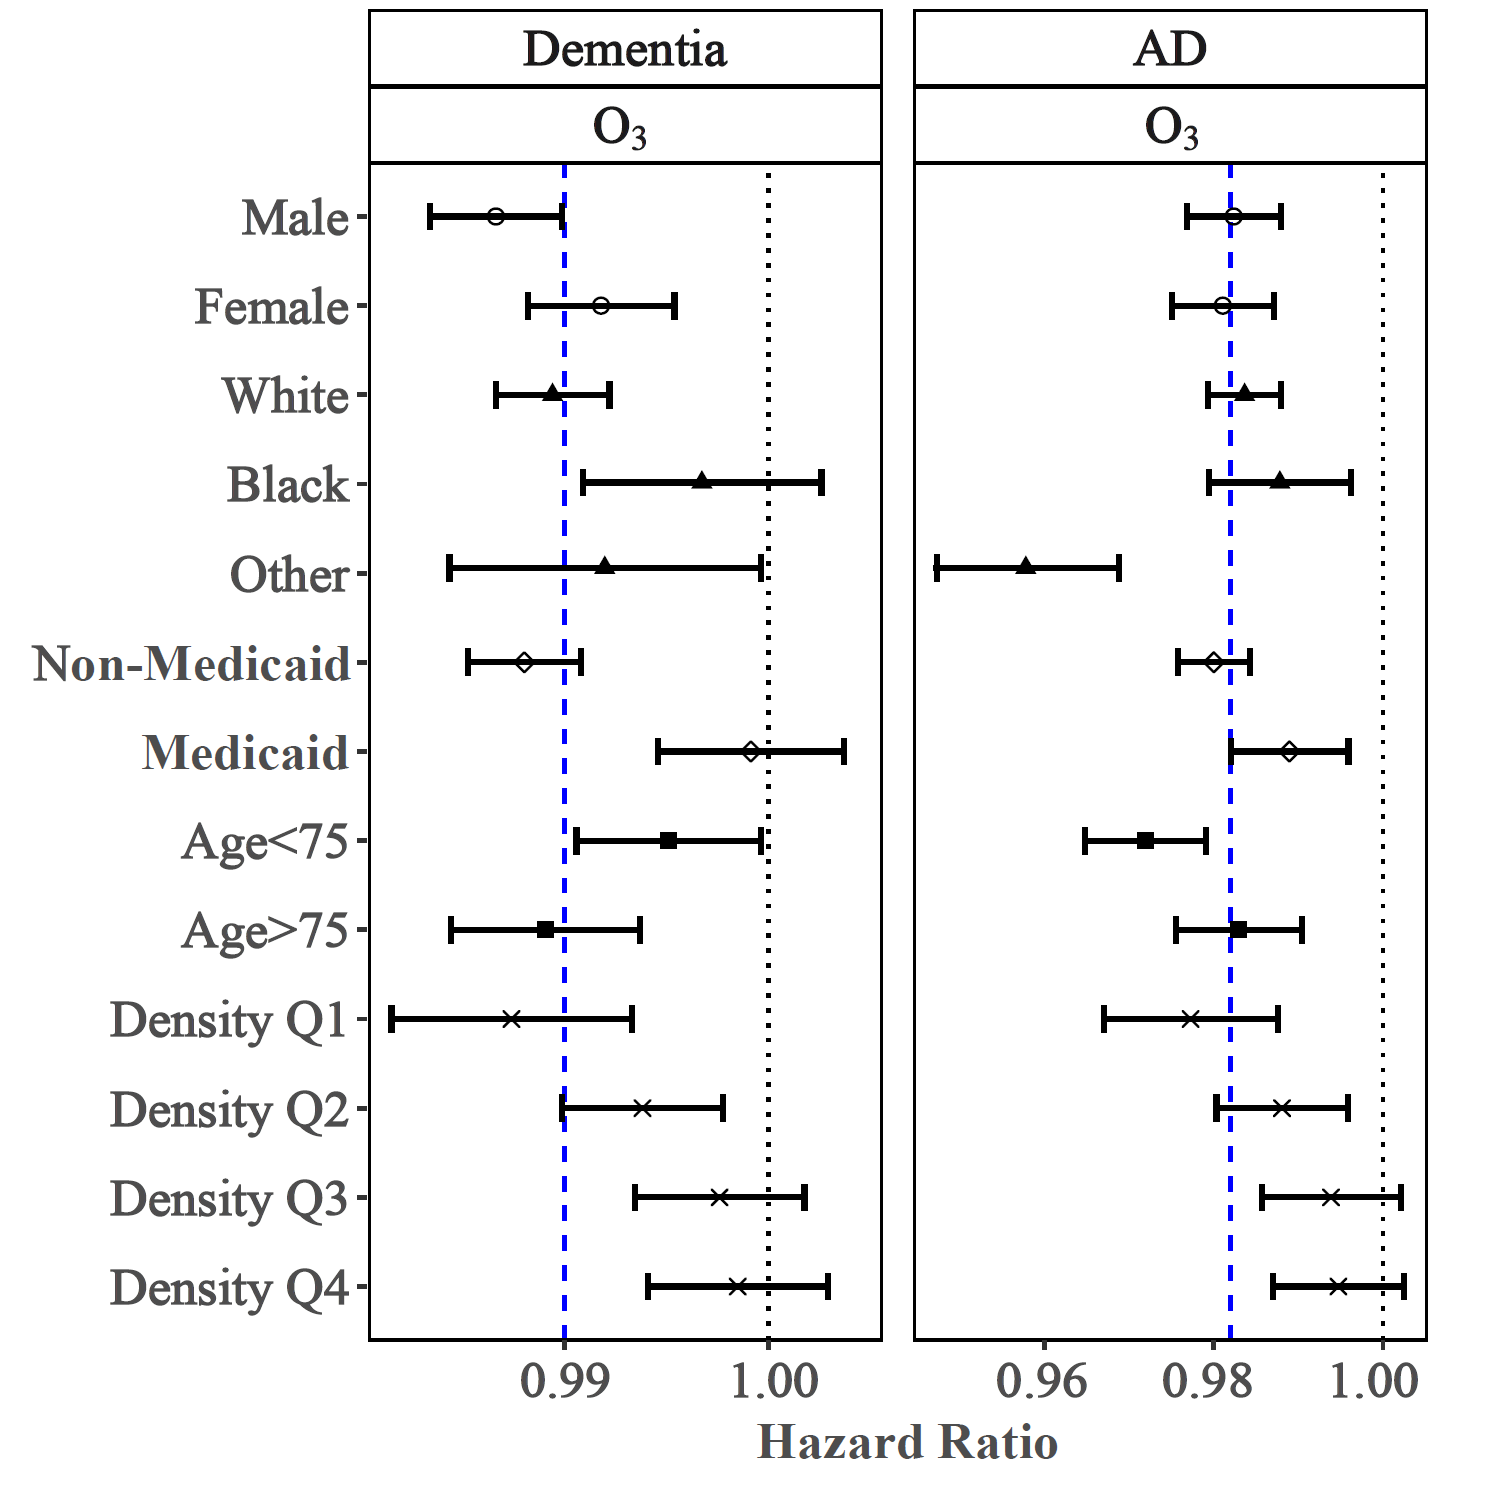 Dementia
AD
O₃
O₃
Male
Female
White
Black
Other
Non-Medicaid
Medicaid
Age<75
Age>75
Density Q1
Density Q2
Density Q3
Density Q4
0.99 1.00
0.96 0.98 1.00
Hazard Ratio